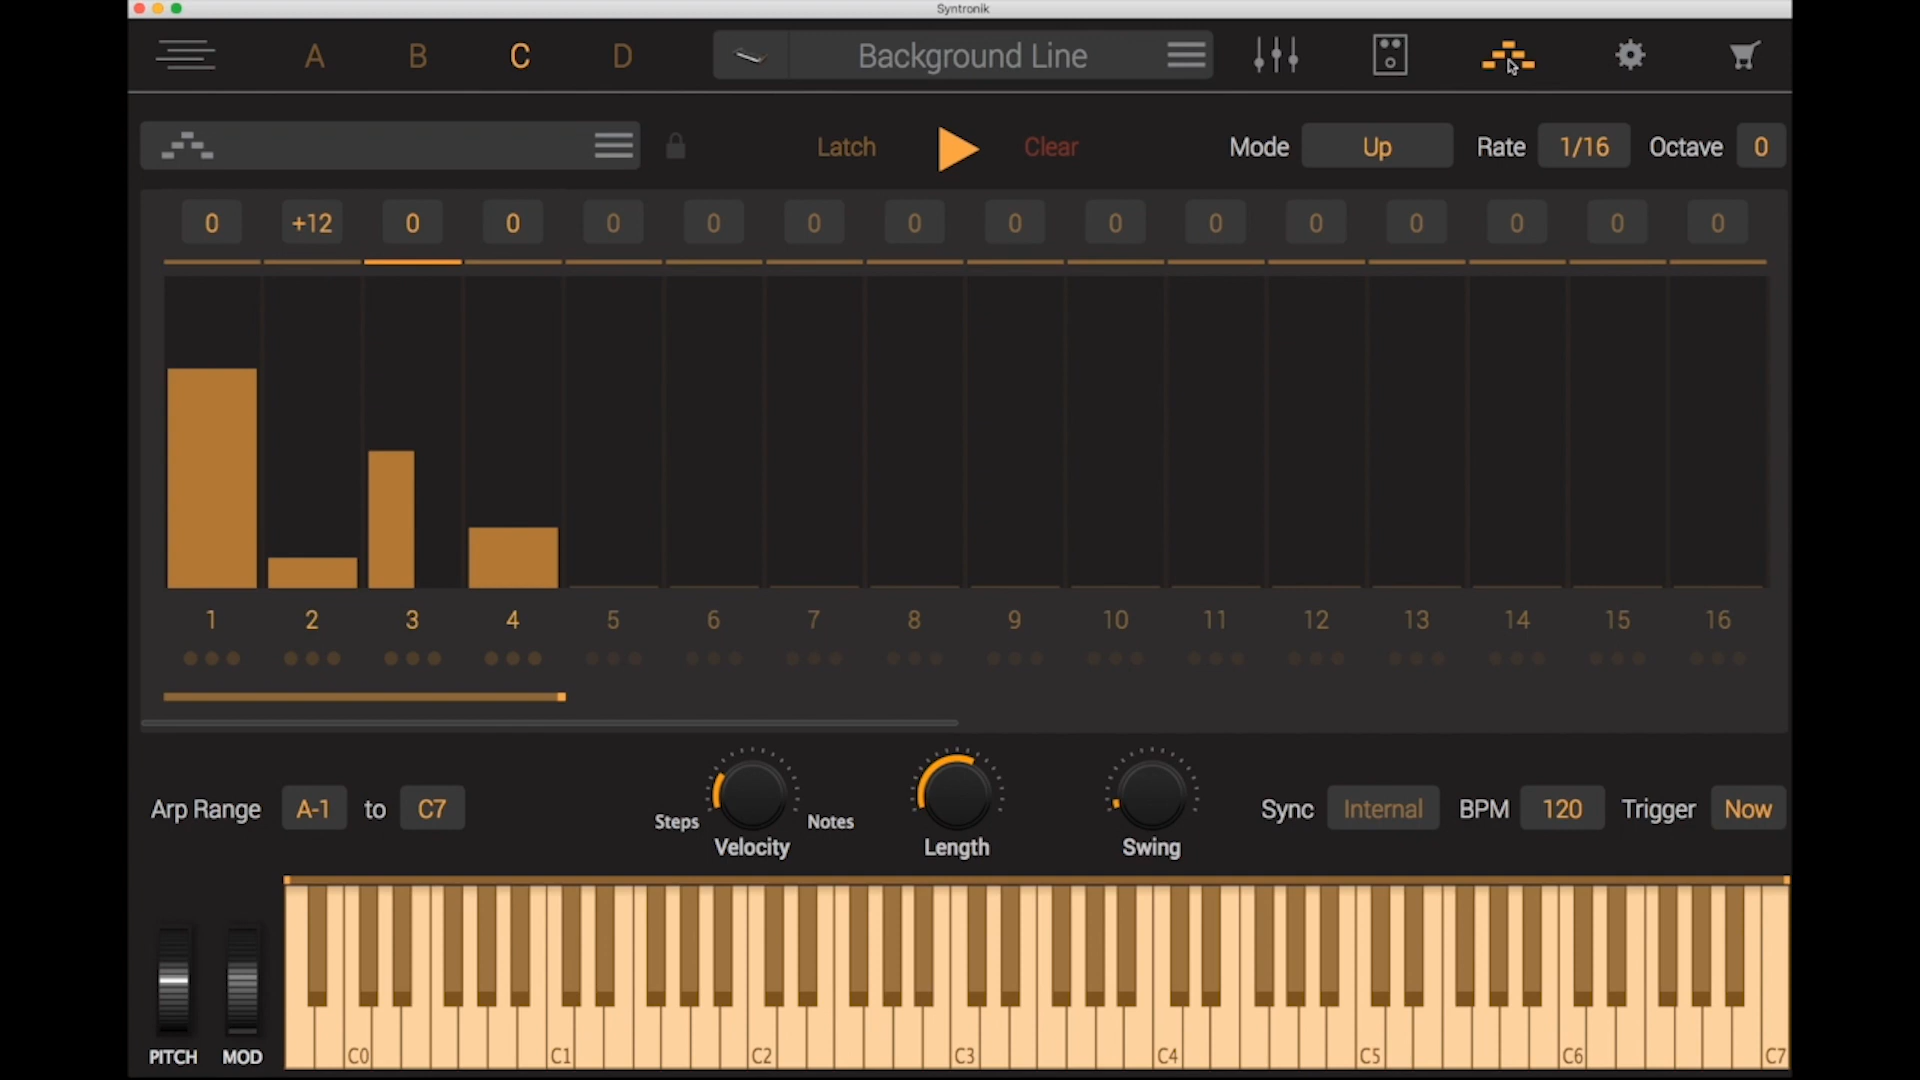 Syntronik
A B C D Background Line
Latch Clear Mode Up Rate 1/16 Octave 0
0 +12 0 0 0 0 0 0 0 0 0 0 0 0 0 0
1 2 3 4 5 6 7 8 9 10 11 12 13 14 15 16
Arp Range A-1 to C7 Steps Notes Sync Internal BPM 120 Trigger Now
Velocity Length Swing
PITCH MOD C0 C1 C2 C3 C4 C5 C6 C7